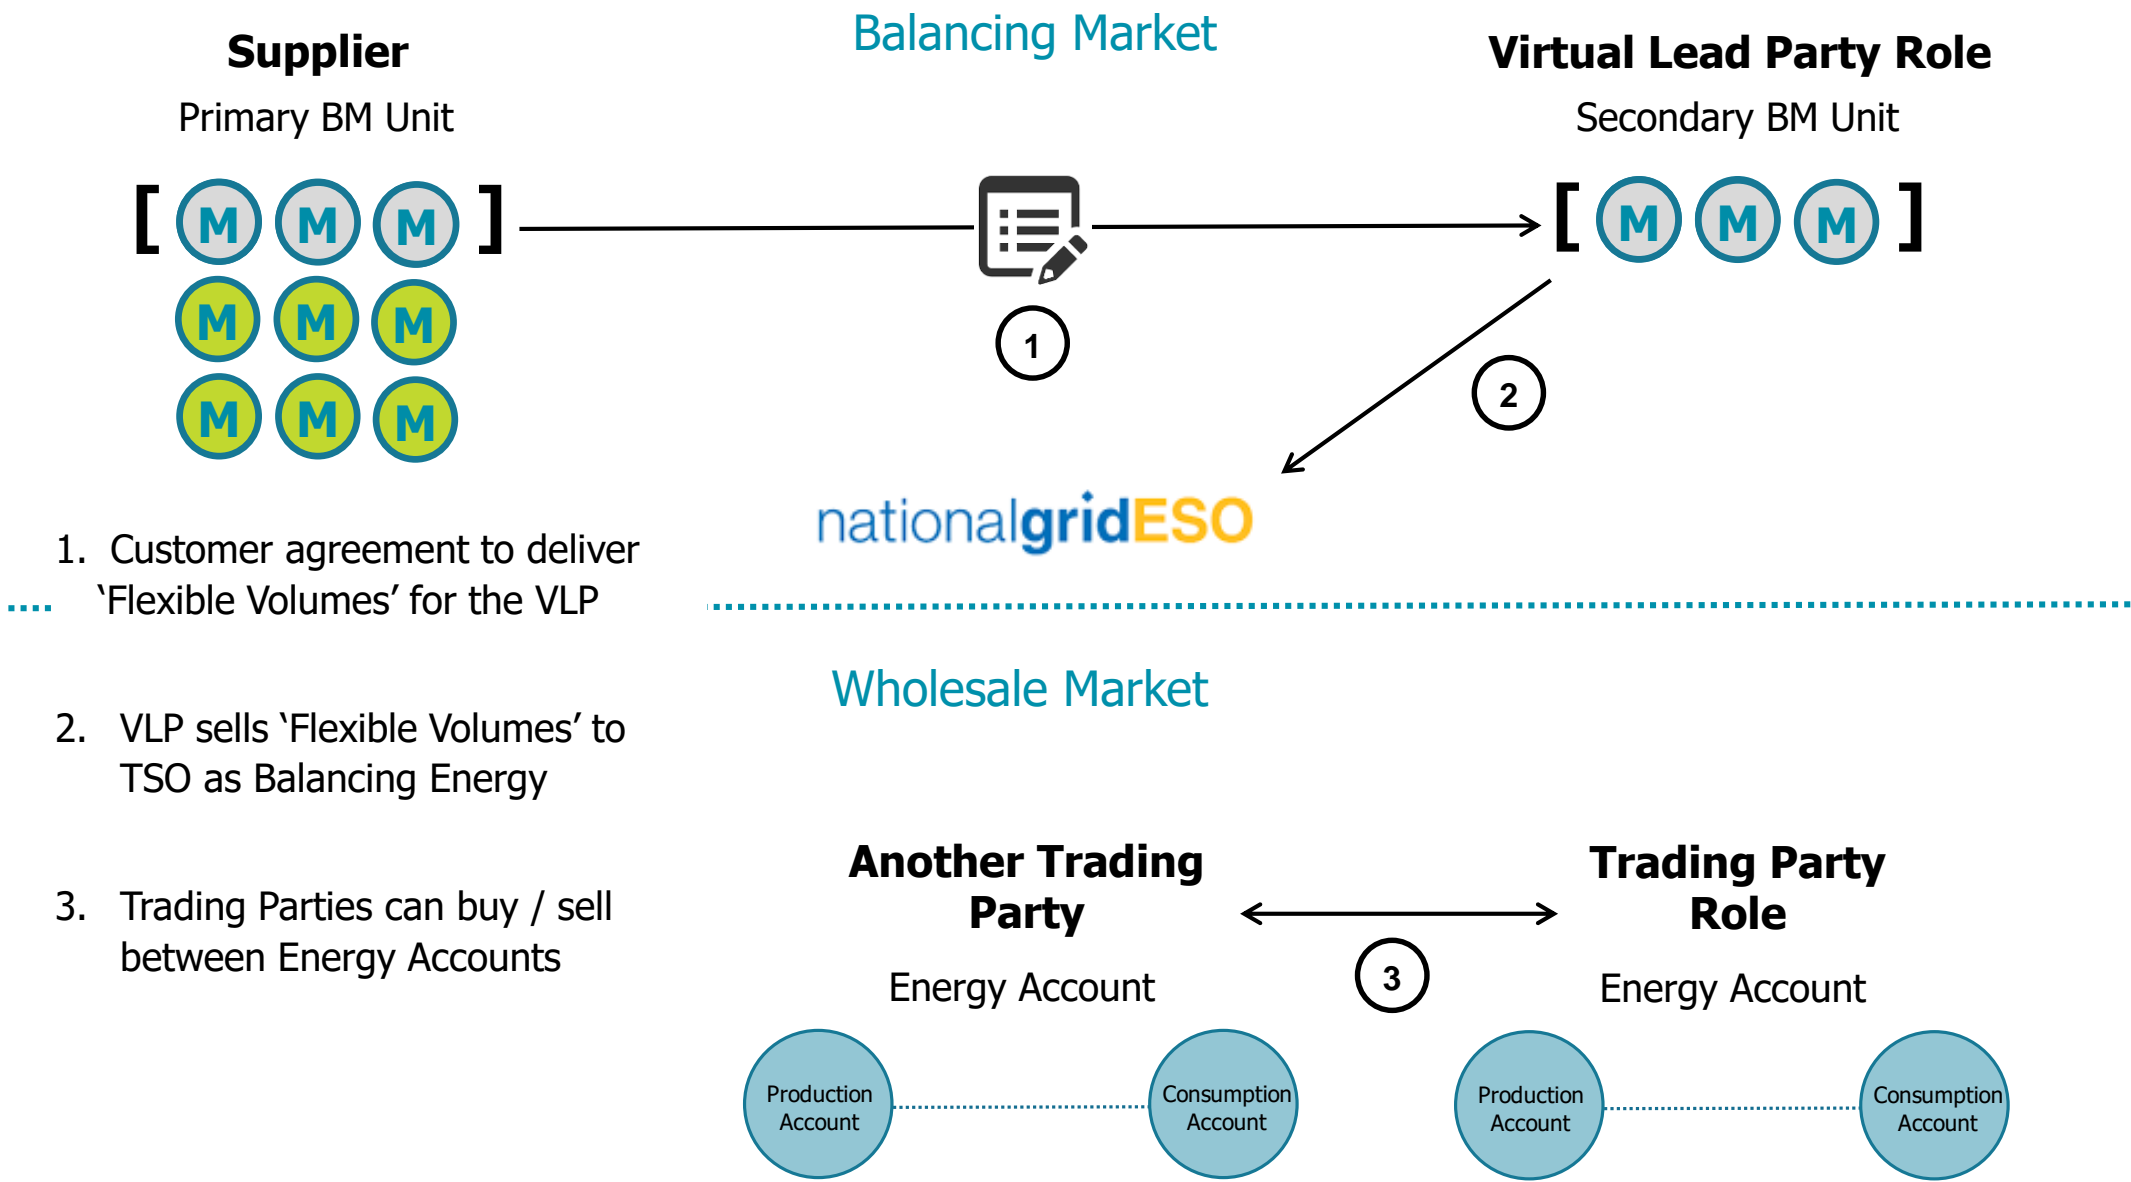 Balancing Market
Supplier
Primary BM Unit
Virtual Lead Party Role
Secondary BM Unit
[ M M M ]
M M M
M M M
[ M M M ]
1
2
nationalgridESO
1. Customer agreement to deliver
‘Flexible Volumes’ for the VLP
2. VLP sells ‘Flexible Volumes’ to
TSO as Balancing Energy
3. Trading Parties can buy / sell
between Energy Accounts
Wholesale Market
Another Trading
Party
Energy Account
3
Trading Party
Role
Energy Account
Production
Account
Consumption
Account
Production
Account
Consumption
Account